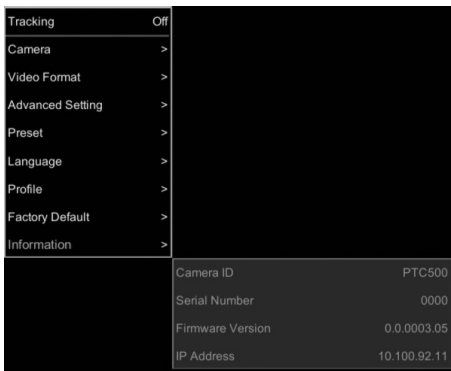 Tracking Off
Camera >
Video Format >
Advanced Setting >
Preset >
Language >
Profile >
Factory Default >
Information >
Camera ID PTC500
Serial Number 0000
Firmware Version 0.0.0003.05
IP Address 10.100.92.11